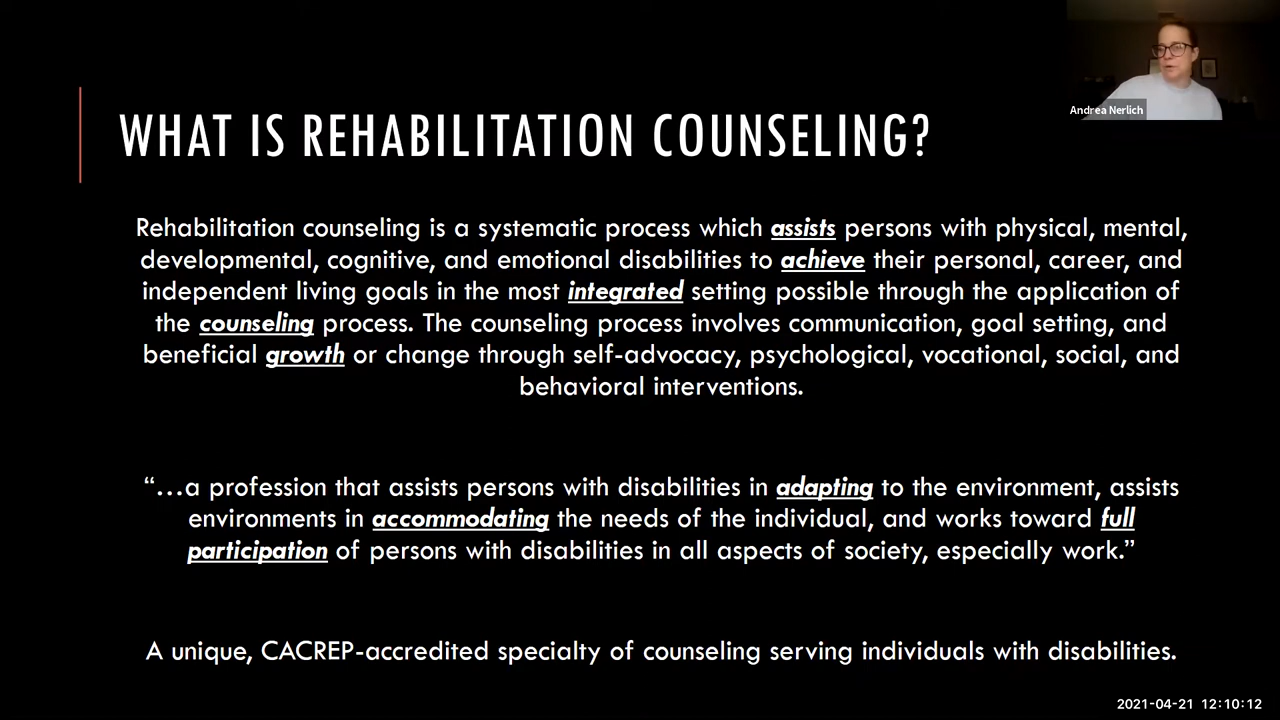 Andrea Nerlich
WHAT IS REHABILITATION COUNSELING?
Rehabilitation counseling is a systematic process which assists persons with physical, mental,
developmental, cognitive, and emotional disabilities to achieve their personal, career, and
independent living goals in the most integrated setting possible through the application of
the counseling process. The counseling process involves communication, goal setting, and
beneficial growth or change through self-advocacy, psychological, vocational, social, and
behavioral interventions.
“…a profession that assists persons with disabilities in adapting to the environment, assists
environments in accommodating the needs of the individual, and works toward full
participation of persons with disabilities in all aspects of society, especially work.”
A unique, CACREP-accredited specialty of counseling serving individuals with disabilities.
2021-04-21 12:10:12